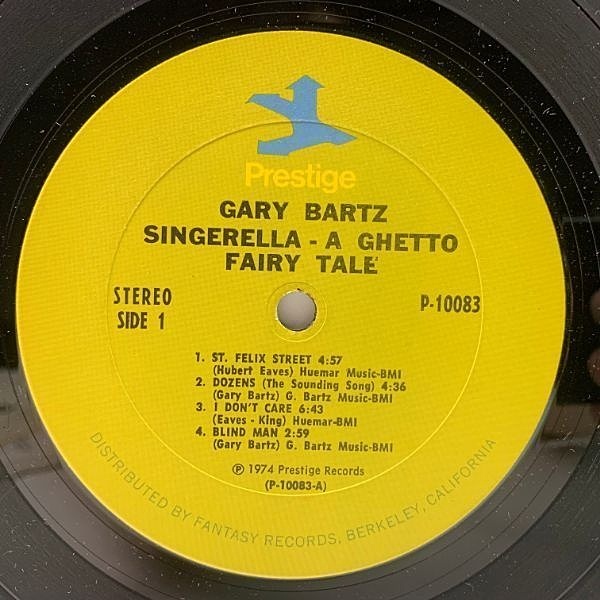 Prestige
GARY BARTZ
SINGERELLA - A GHETTO
FAIRY TALE
STEREO
SIDE 1
P-10083
1. ST. FELIX STREET 4:57
(Hubert Eaves) Huemar Music-BMI
2. DOZENS (The Sounding Song) 4:36
(Gary Bartz) G. Bartz Music-BMI
3. I DON'T CARE 6:43
(Eaves - King) Huemar-BMI
4. BLIND MAN 2:59
(Gary Bartz) G. Bartz Music-BMI
℗ 1974 Prestige Records
(P-10083-A)
DISTRIBUTED BY FANTASY RECORDS, BERKELEY, CALIFORNIA